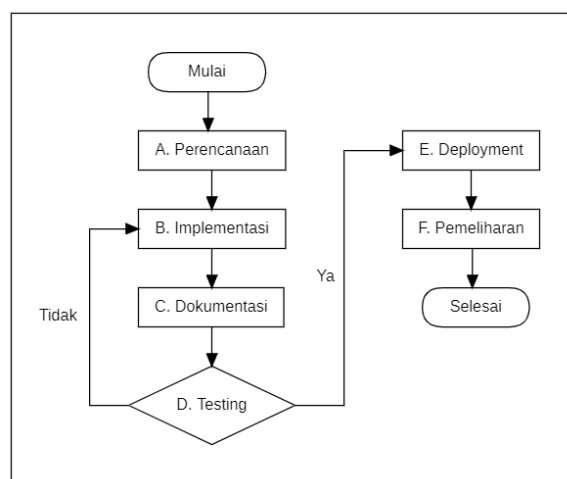 Mulai
A. Perencanaan
B. Implementasi
C. Dokumentasi
D. Testing
Tidak
Ya
E. Deployment
F. Pemeliharan
Selesai